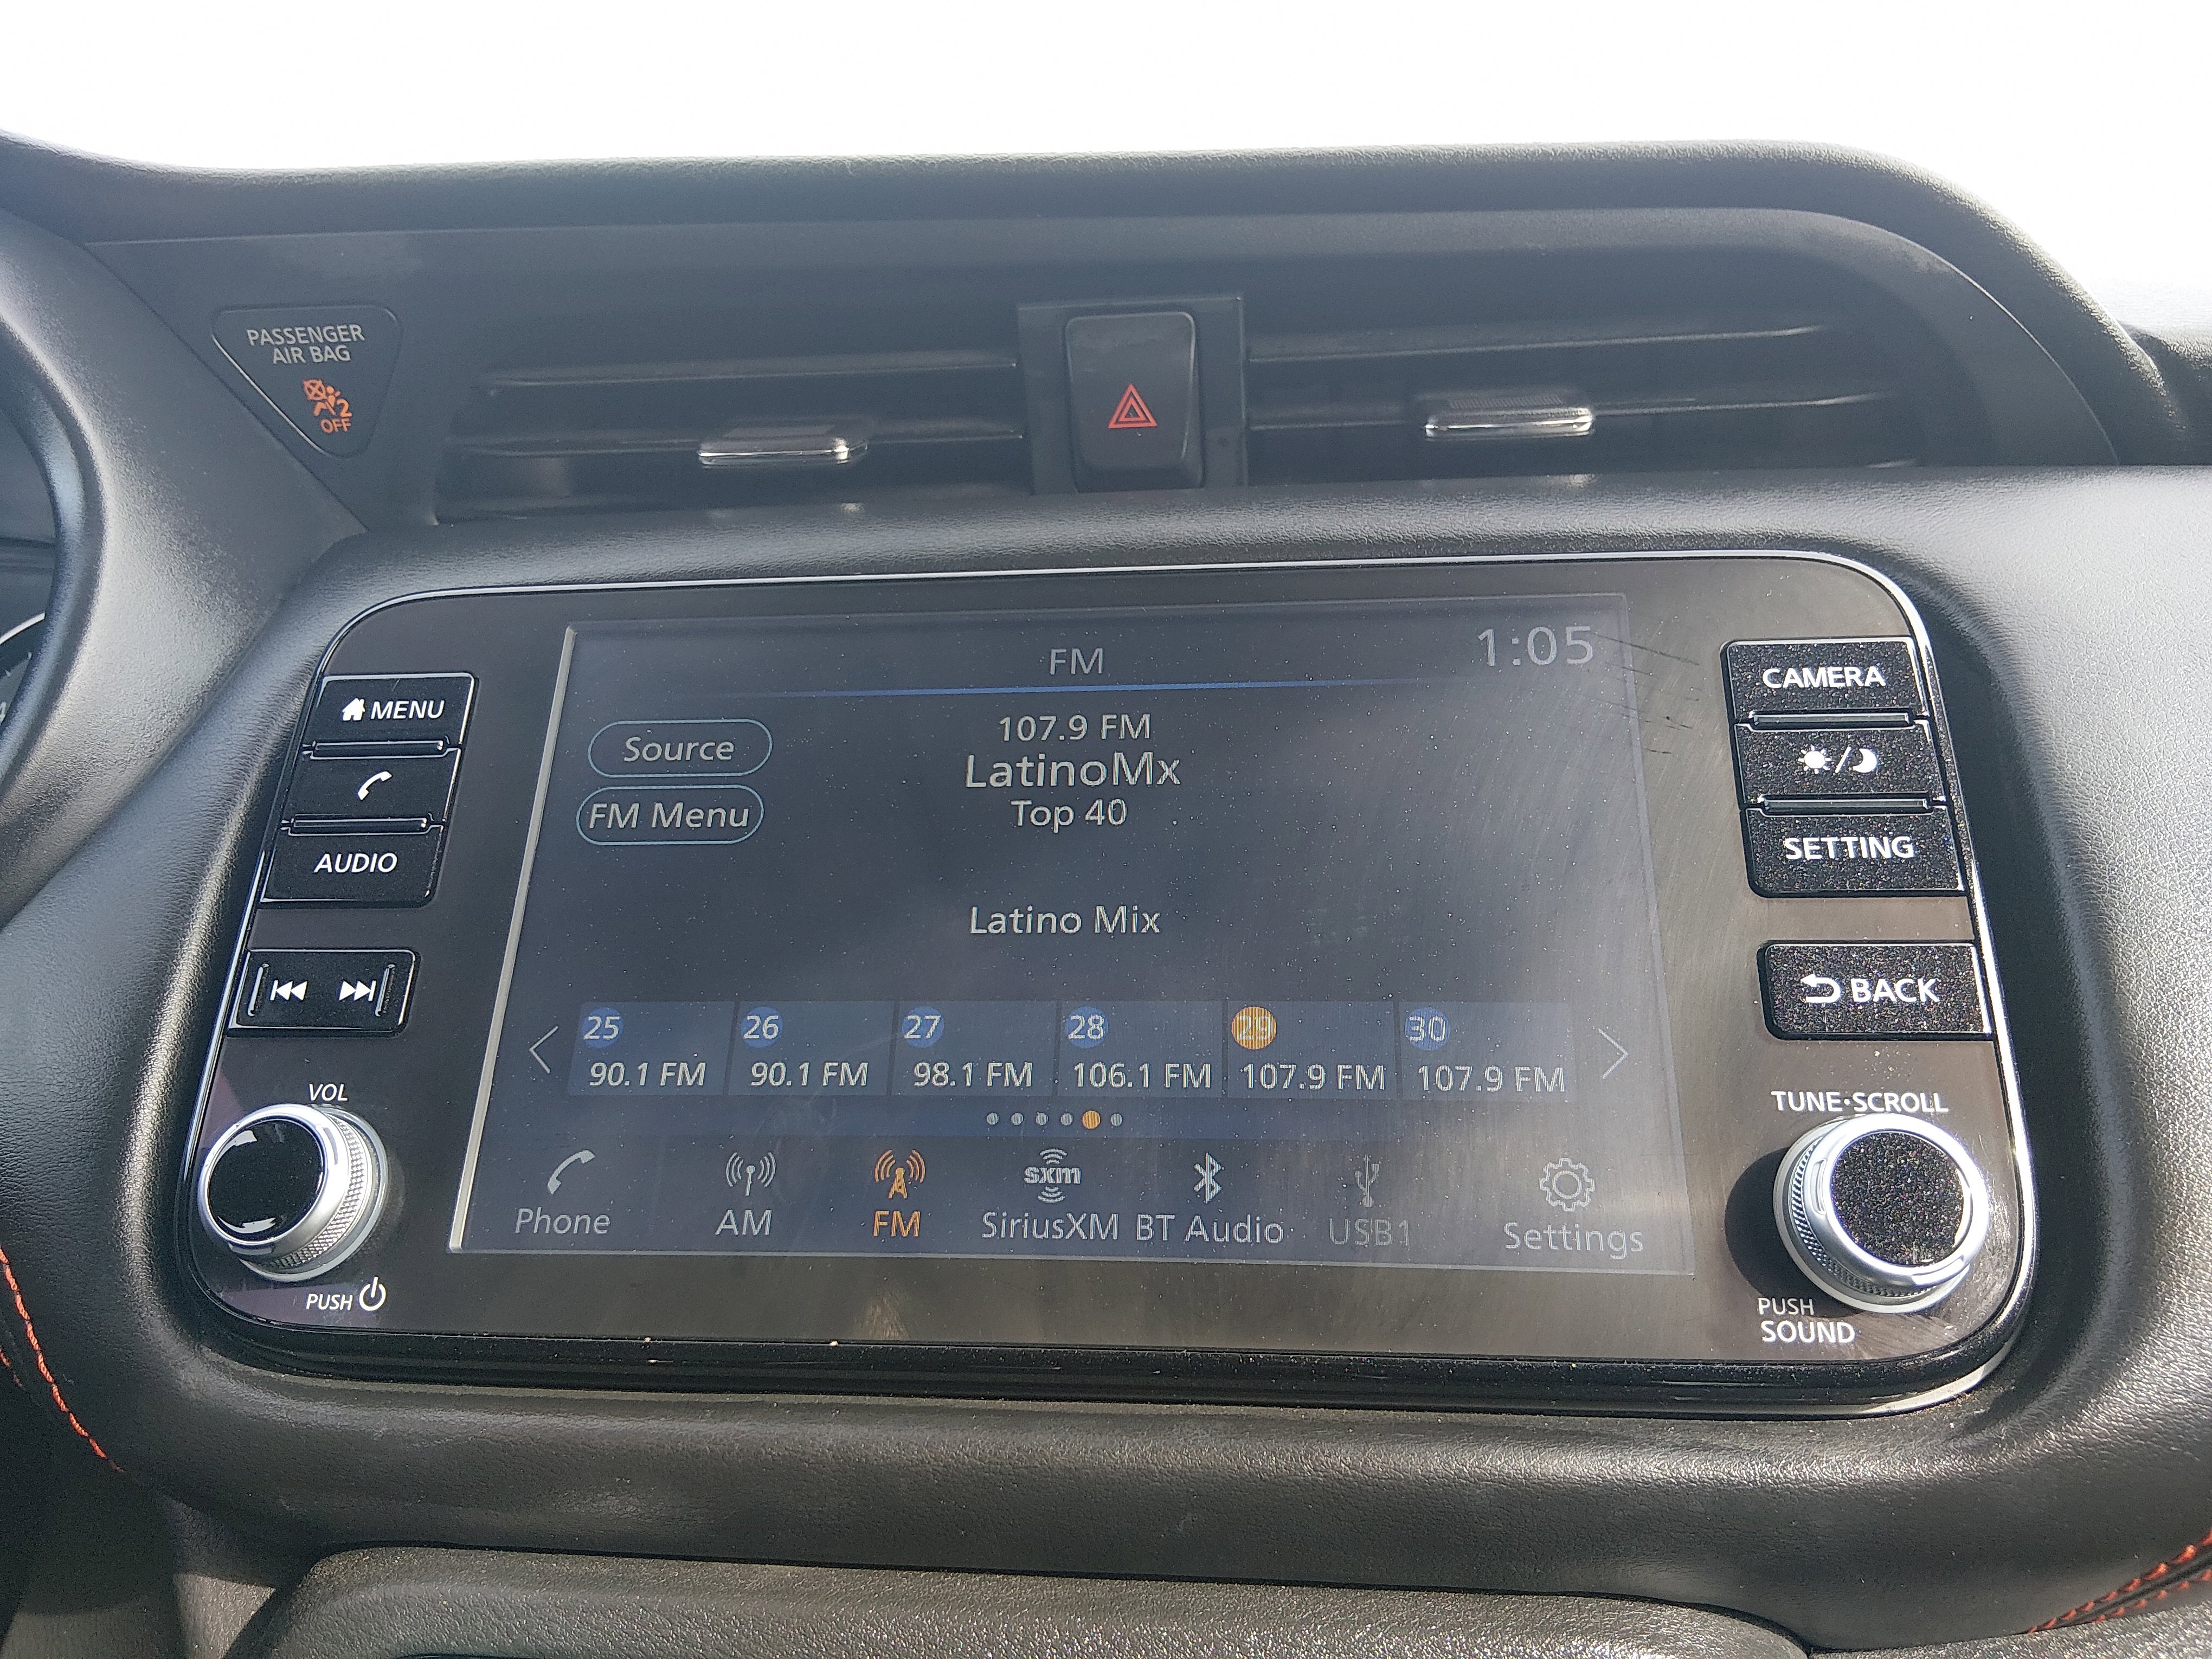 PASSENGER
AIR BAG
2
OFF
FM
1:05
MENU
AUDIO
VOL
PUSH
Source
FM Menu
107.9 FM
LatinoMx
Top 40
Latino Mix
25 26 27 28 29 30
90.1 FM 90.1 FM 98.1 FM 106.1 FM 107.9 FM 107.9 FM
sxm
Phone AM FM SiriusXM BT Audio USB1 Settings
CAMERA
SETTING
BACK
TUNE·SCROLL
PUSH
SOUND